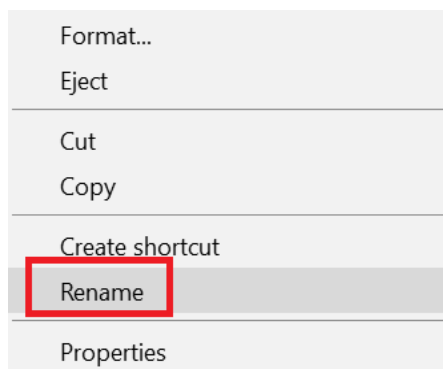 Format...
Eject
Cut
Copy
Create shortcut
Rename
Properties